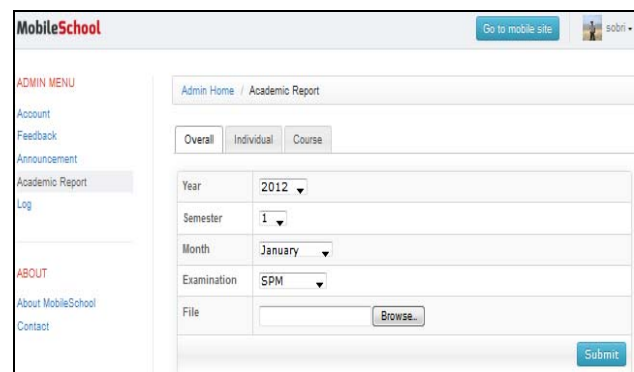 MobileSchool
Go to mobile site
sobri
ADMIN MENU
Account
Feedback
Announcement
Academic Report
Log
ABOUT
About MobileSchool
Contact
Admin Home / Academic Report
Overall Individual Course
Year 2012
Semester 1
Month January
Examination SPM
File Browse..
Submit